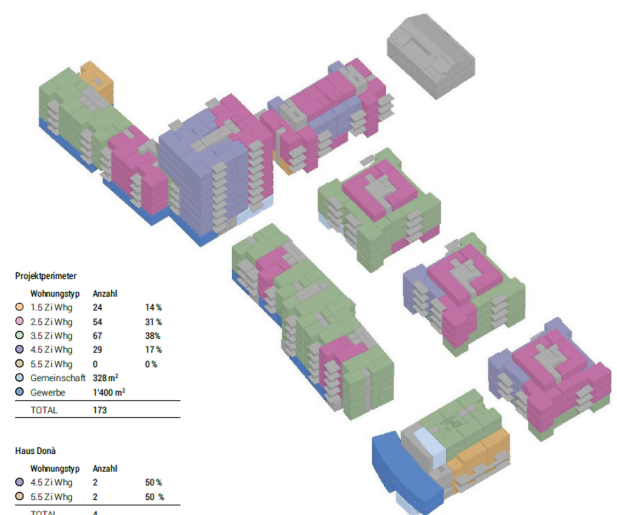 Projektperimeter
Wohnungstyp Anzahl
1.5 Zi Whg 24 14 %
2.5 Zi Whg 54 31 %
3.5 Zi Whg 67 38%
4.5 Zi Whg 29 17 %
5.5 Zi Whg 0 0 %
Gemeinschaft 328 m²
Gewerbe 1'400 m²
TOTAL 173
Haus Donà
Wohnungstyp Anzahl
4.5 Zi Whg 2 50 %
5.5 Zi Whg 2 50 %
TOTAL 4